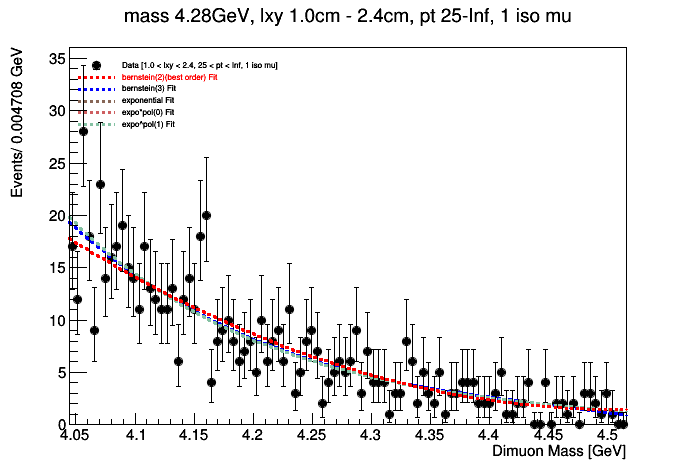 mass 4.28GeV, lxy 1.0cm - 2.4cm, pt 25-Inf, 1 iso mu
Events/ 0.004708 GeV
Data [1.0 < lxy < 2.4, 25 < pt < Inf, 1 iso mu]
bernstein(2)(best order) Fit
bernstein(3) Fit
exponential Fit
expo*pol(0) Fit
expo*pol(1) Fit
35
30
25
20
15
10
5
0
4.05 4.1 4.15 4.2 4.25 4.3 4.35 4.4 4.45 4.5
Dimuon Mass [GeV]